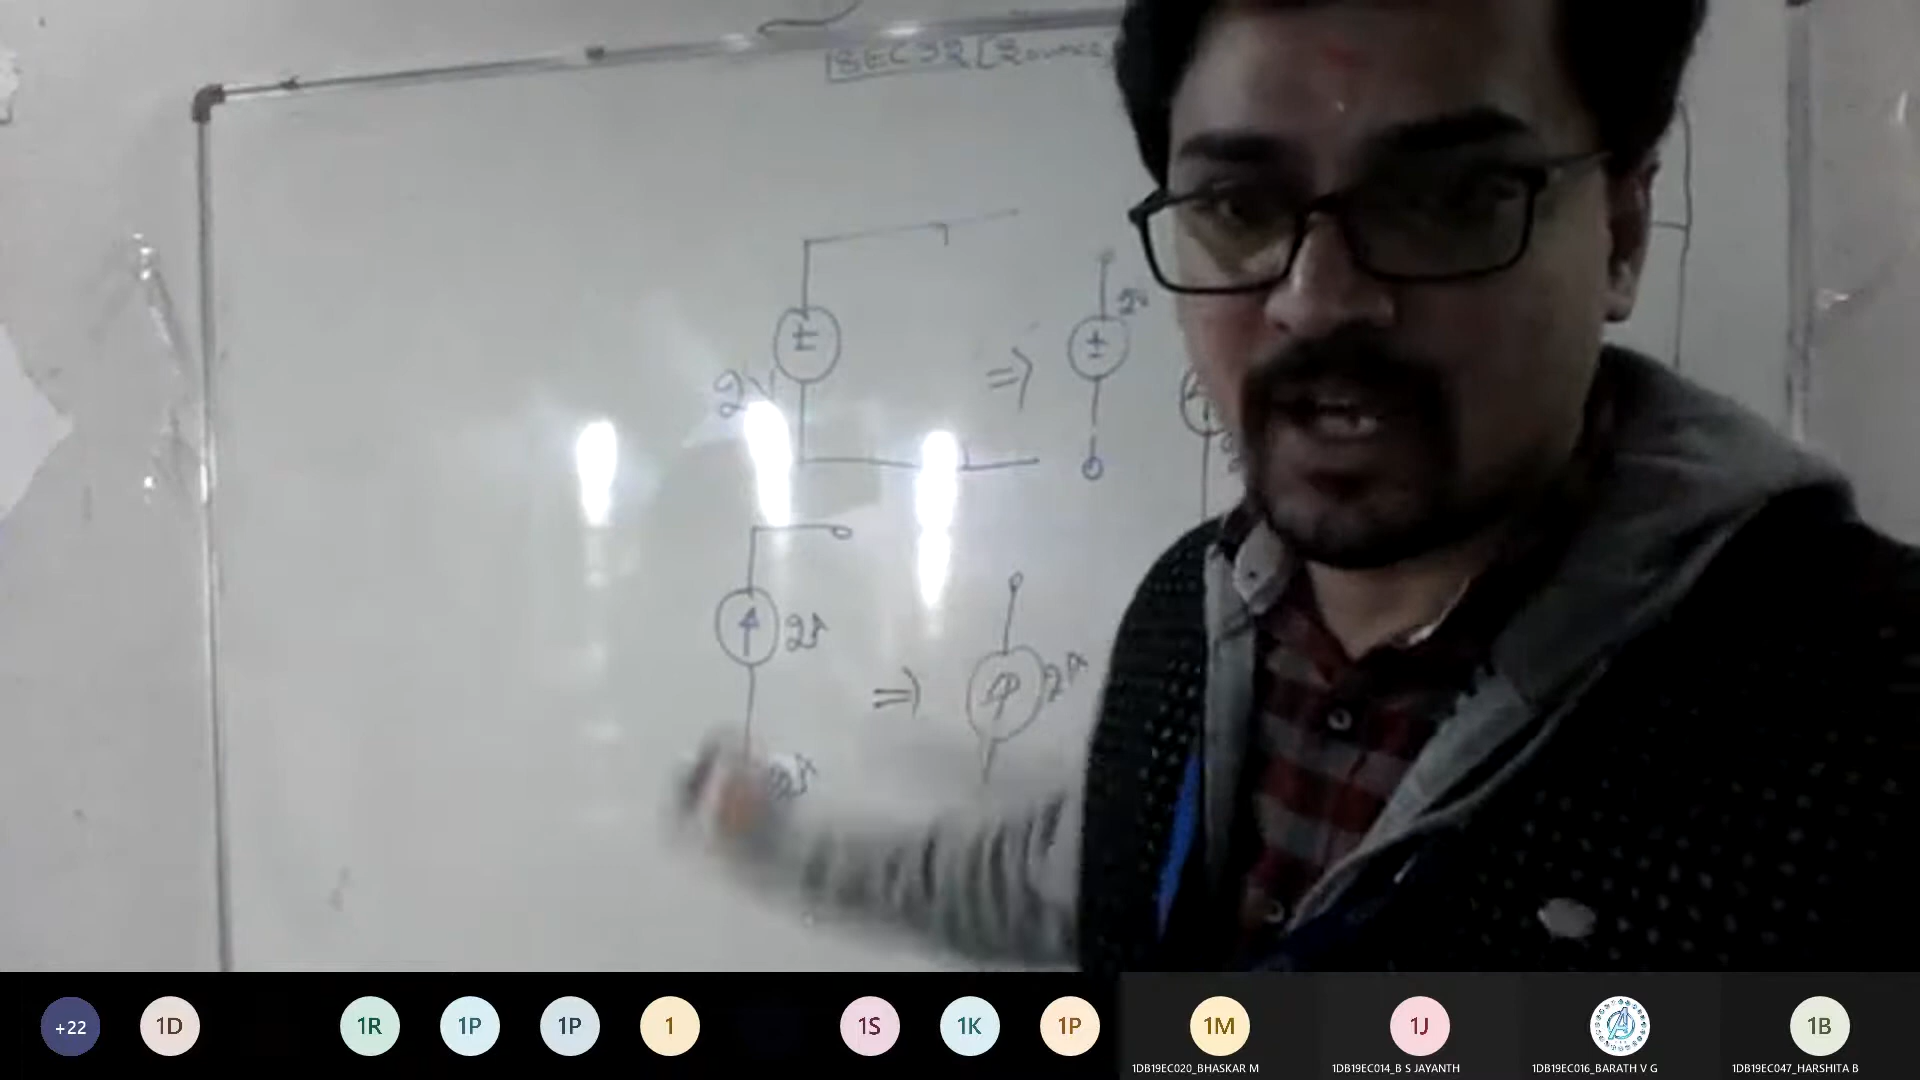 18EC32 [Source
±
2V
=>
±
2V
2A
=>
2A
+22
1D
1R
1P
1P
1
1S
1K
1P
1M
1J
A
1B
1DB19EC020_BHASKAR M
1DB19EC014_B S JAYANTH
1DB19EC016_BARATH V G
1DB19EC047_HARSHITA B